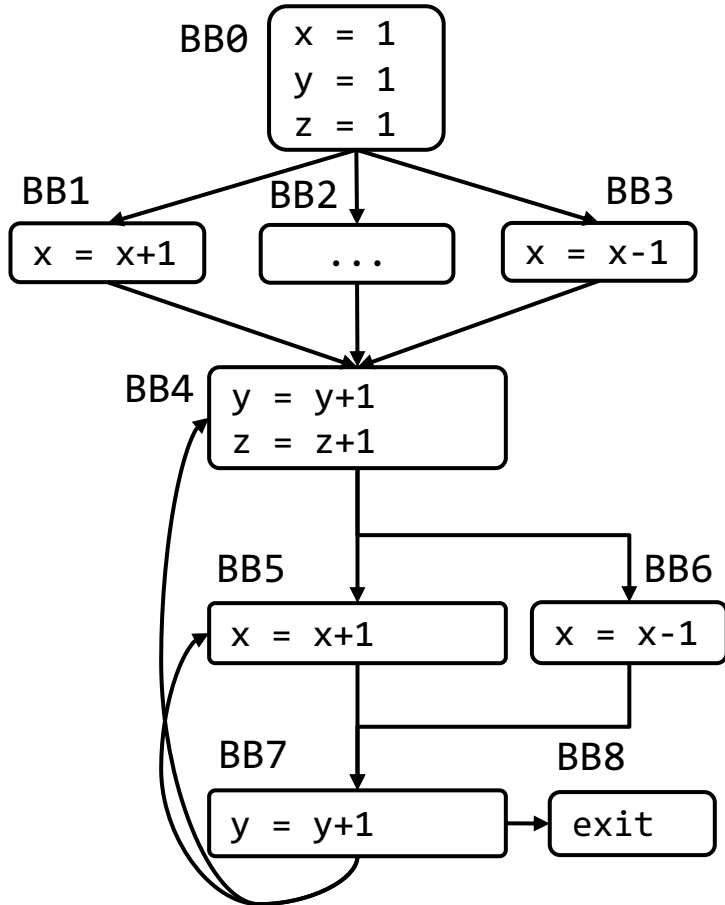 BB0
x = 1
y = 1
z = 1
BB1
BB2
BB3
x = x+1
...
x = x-1
BB4
y = y+1
z = z+1
BB5
BB6
x = x+1
x = x-1
BB7
BB8
y = y+1
exit